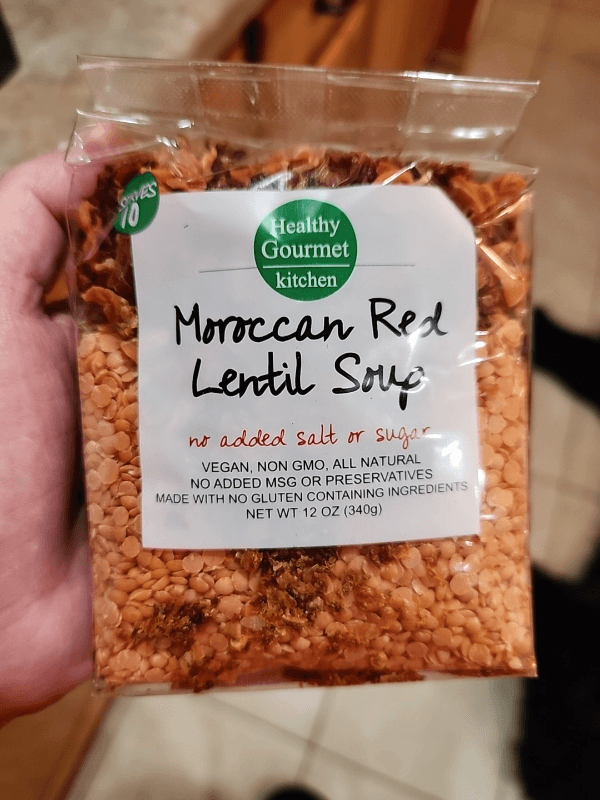 SERVES
10
Healthy
Gourmet
kitchen
Moroccan Red
Lentil Soup
no added salt or sugar
VEGAN, NON GMO, ALL NATURAL
NO ADDED MSG OR PRESERVATIVES
MADE WITH NO GLUTEN CONTAINING INGREDIENTS
NET WT 12 OZ (340g)